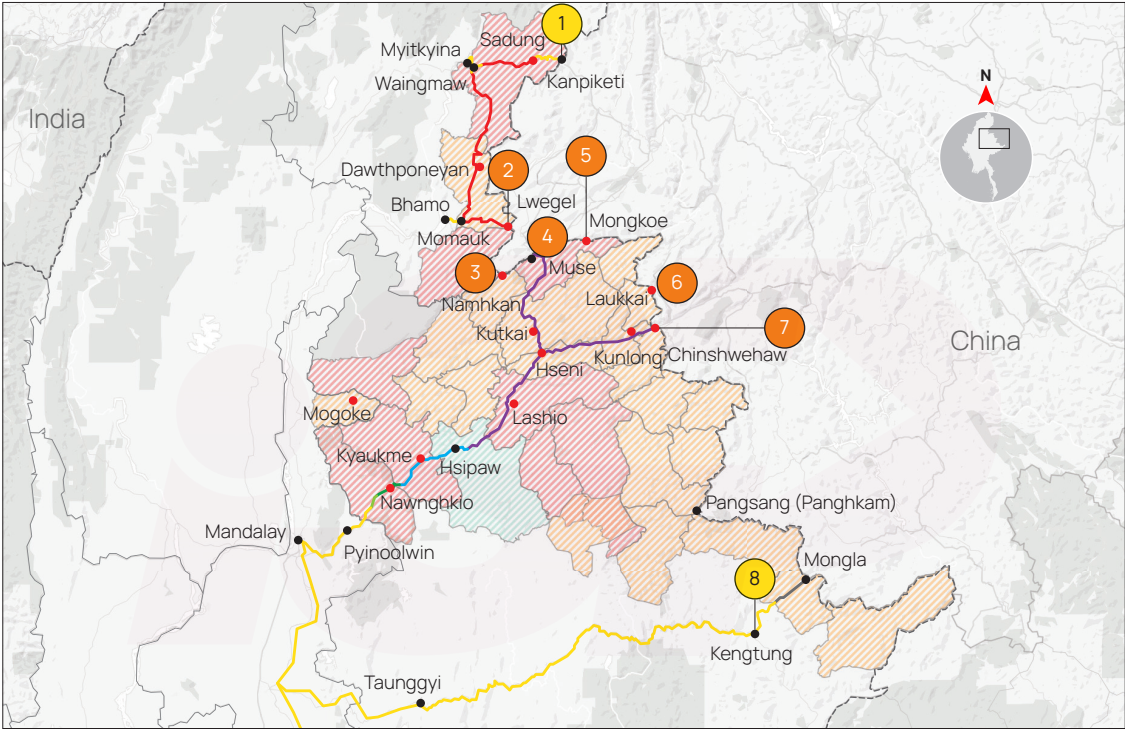 1
Sadung
Myitkyina
Waingmaw
Kanpiketi
N
India
5
Dawthponeyan
2
Bhamo
Lwegel
Mongkoe
Momauk
4
Muse
3
Namhkan
Laukkai
6
Kutkai
7
Kunlong
Chinshwehaw
China
Hseni
Mogoke
Lashio
Kyaukme
Hsipaw
Nawnghkio
Pangsang (Panghkam)
Mandalay
Pyinoolwin
Mongla
8
Kengtung
Taunggyi